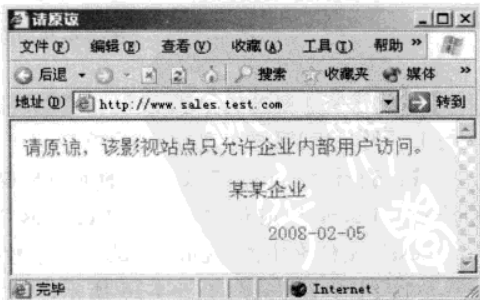 请原谅
文件(F) 编辑(E) 查看(V) 收藏(A) 工具(T) 帮助 »
后退 搜索 收藏夹 媒体 »
地址(D) http://www.sales.test.com 转到
请原谅，该影视站点只允许企业内部用户访问。
某某企业
2008-02-05
完毕 Internet